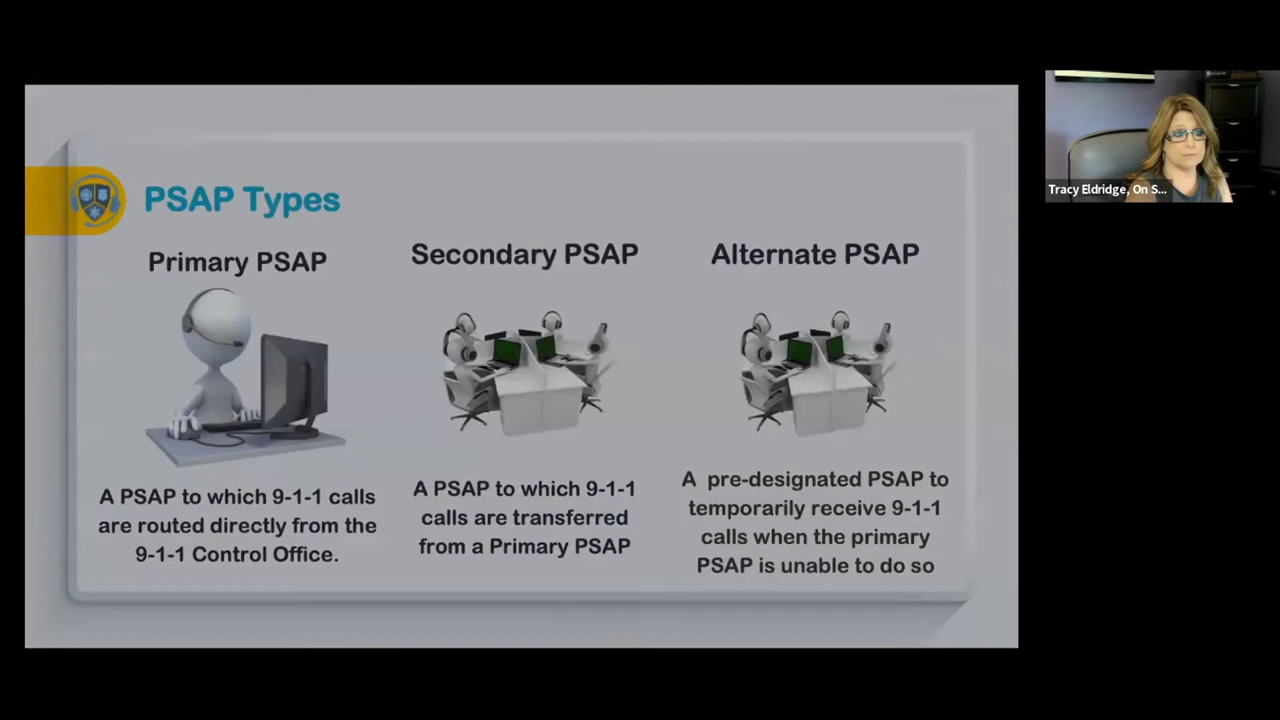 PSAP Types
Primary PSAP
A PSAP to which 9-1-1 calls
are routed directly from the
9-1-1 Control Office.
Secondary PSAP
A PSAP to which 9-1-1
calls are transferred
from a Primary PSAP
Alternate PSAP
A pre-designated PSAP to
temporarily receive 9-1-1
calls when the primary
PSAP is unable to do so
Tracy Eldridge, On S...